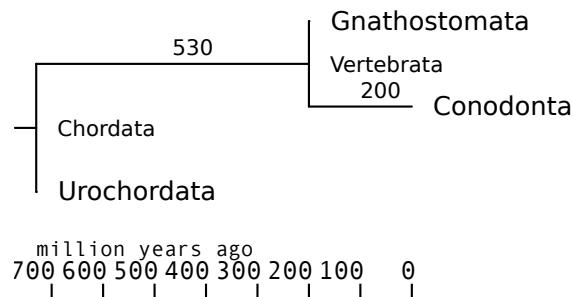 Gnathostomata
530
Vertebrata
200
Conodonta
Chordata
Urochordata
million years ago
700 600 500 400 300 200 100 0